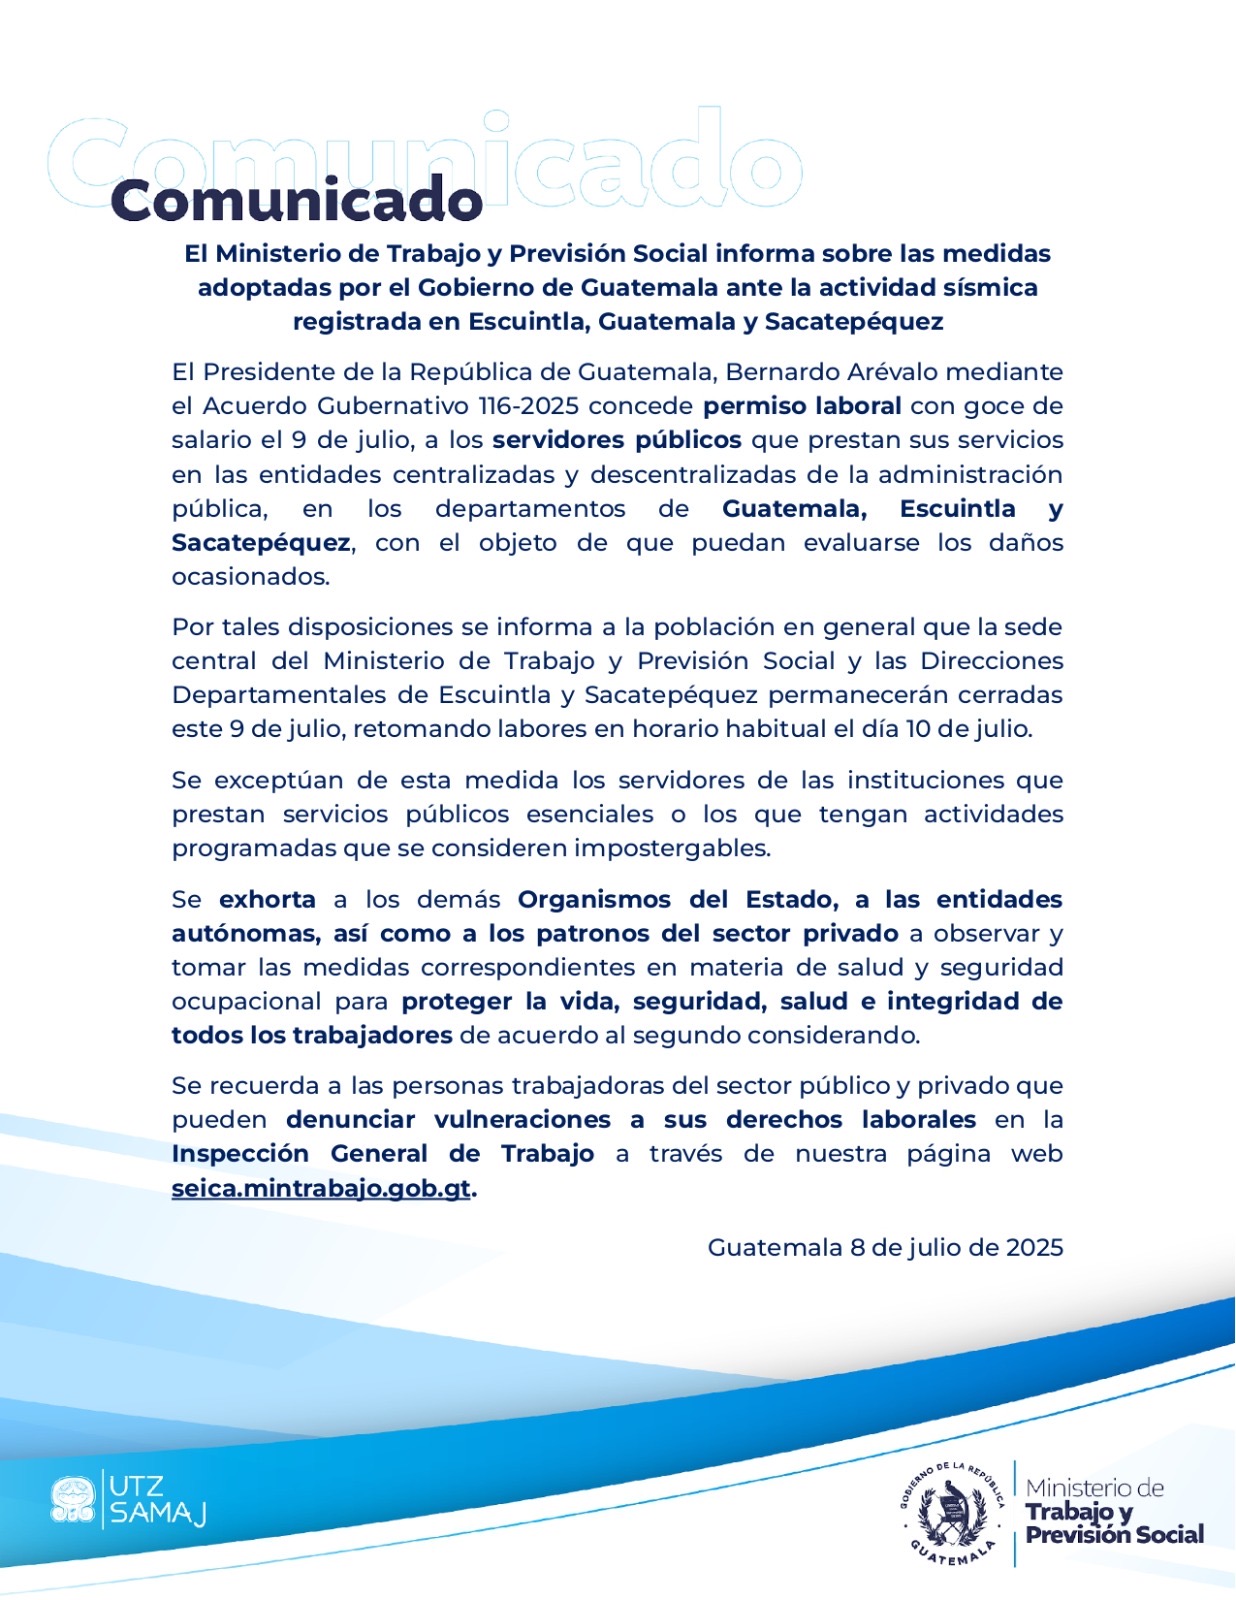 Comunicado
Comunicado
El Ministerio de Trabajo y Previsión Social informa sobre las medidas
adoptadas por el Gobierno de Guatemala ante la actividad sísmica
registrada en Escuintla, Guatemala y Sacatepéquez
El Presidente de la República de Guatemala, Bernardo Arévalo mediante
el Acuerdo Gubernativo 116-2025 concede permiso laboral con goce de
salario el 9 de julio, a los servidores públicos que prestan sus servicios
en las entidades centralizadas y descentralizadas de la administración
pública, en los departamentos de Guatemala, Escuintla y
Sacatepéquez, con el objeto de que puedan evaluarse los daños
ocasionados.
Por tales disposiciones se informa a la población en general que la sede
central del Ministerio de Trabajo y Previsión Social y las Direcciones
Departamentales de Escuintla y Sacatepéquez permanecerán cerradas
este 9 de julio, retomando labores en horario habitual el día 10 de julio.
Se exceptúan de esta medida los servidores de las instituciones que
prestan servicios públicos esenciales o los que tengan actividades
programadas que se consideren impostergables.
Se exhorta a los demás Organismos del Estado, a las entidades
autónomas, así como a los patronos del sector privado a observar y
tomar las medidas correspondientes en materia de salud y seguridad
ocupacional para proteger la vida, seguridad, salud e integridad de
todos los trabajadores de acuerdo al segundo considerando.
Se recuerda a las personas trabajadoras del sector público y privado que
pueden denunciar vulneraciones a sus derechos laborales en la
Inspección General de Trabajo a través de nuestra página web
seica.mintrabajo.gob.gt.
Guatemala 8 de julio de 2025
UTZ
SAMAJ
GOBIERNO DE LA REPÚBLICA
GUATEMALA
Ministerio de
Trabajo y
Previsión Social